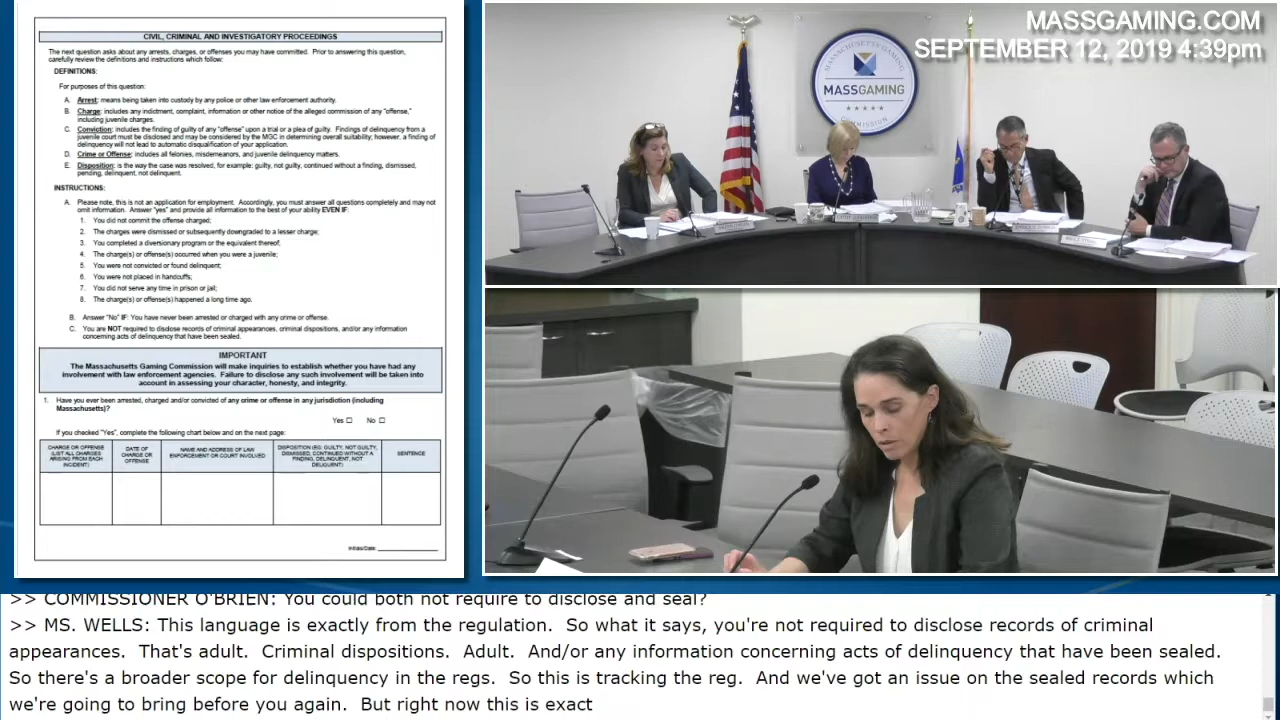 CIVIL, CRIMINAL AND INVESTIGATORY PROCEEDINGS
The next question asks about any arrests, charges, or offenses you may have committed. Prior to answering this question,
carefully review the definitions and instructions which follow:
DEFINITIONS:
For purposes of this question:
A. Arrest: means being taken into custody by any police or other law enforcement authority.
B. Charge: includes any indictment, complaint, information or other notice of the alleged commission of any "offense,"
including juvenile charges.
C. Conviction: includes the finding of guilty of any "offense" upon a trial or a plea of guilty. Findings of delinquency from a
juvenile court must be disclosed and may be considered by the MGC in determining overall suitability; however, a finding of
delinquency will not lead to automatic disqualification of your application.
D. Crime or Offense: includes all felonies, misdemeanors, and juvenile delinquency matters.
E. Disposition: is the way the case was resolved, for example: guilty, not guilty, continued without a finding, dismissed,
pending, delinquent, not delinquent.
INSTRUCTIONS:
A. Please note, this is not an application for employment. Accordingly, you must answer all questions completely and may not
omit information. Answer "yes" and provide all information to the best of your ability EVEN IF:
1. You did not commit the offense charged;
2. The charges were dismissed or subsequently downgraded to a lesser charge;
3. You completed a diversionary program or the equivalent thereof;
4. The charge(s) or offense(s) occurred when you were a juvenile;
5. You were not convicted or found delinquent;
6. You were not placed in handcuffs;
7. You did not serve any time in prison or jail;
8. The charge(s) or offense(s) happened a long time ago.
B. Answer "No" IF: You have never been arrested or charged with any crime or offense.
C. You are NOT required to disclose records of criminal appearances, criminal dispositions, and/or any information
concerning acts of delinquency that have been sealed.
IMPORTANT
The Massachusetts Gaming Commission will make inquiries to establish whether you have had any
involvement with law enforcement agencies. Failure to disclose any such involvement will be taken into
account in assessing your character, honesty, and integrity.
1. Have you ever been arrested, charged and/or convicted of any crime or offense in any jurisdiction (including
Massachusetts)?
Yes ☐ No ☐
If you checked "Yes", complete the following chart below and on the next page:
CHARGE OR OFFENSE (LIST ALL CHARGES ARISING FROM EACH INCIDENT) DATE OF CHARGE OR OFFENSE NAME AND ADDRESS OF LAW ENFORCEMENT OR COURT INVOLVED DISPOSITION (EG: GUILTY, NOT GUILTY, DISMISSED, CONTINUED WITHOUT A FINDING, DELINQUENT, NOT DELIQUENT) SENTENCE
Initials/Date:
MASSGAMING.COM
SEPTEMBER 12, 2019 4:39pm
MASSACHUSETTS GAMING
MASSGAMING
COMMISSION
>> COMMISSIONER O'BRIEN: You could both not require to disclose and seal?
>> MS. WELLS: This language is exactly from the regulation. So what it says, you're not required to disclose records of criminal
appearances. That's adult. Criminal dispositions. Adult. And/or any information concerning acts of delinquency that have been sealed.
So there's a broader scope for delinquency in the regs. So this is tracking the reg. And we've got an issue on the sealed records which
we're going to bring before you again. But right now this is exact